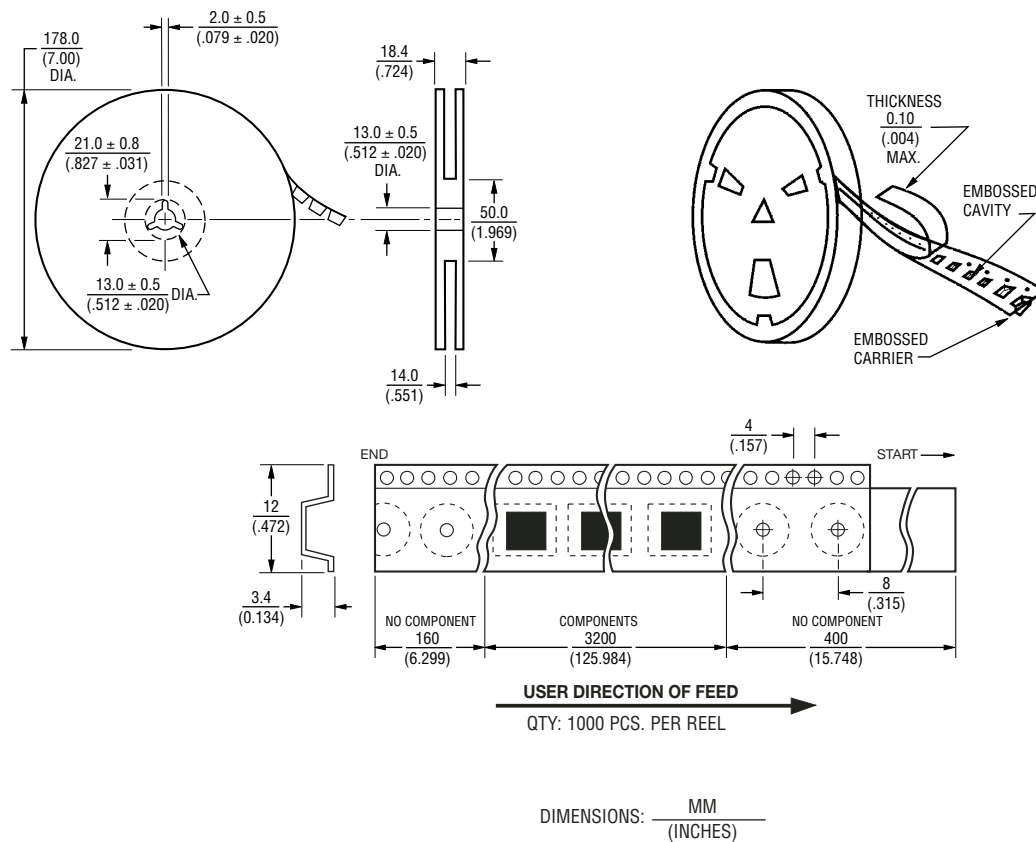 2.0 ± 0.5
(.079 ± .020)
178.0
(7.00)
DIA.
18.4
(.724)
21.0 ± 0.8
(.827 ± .031)
13.0 ± 0.5
(.512 ± .020)
DIA.
50.0
(1.969)
13.0 ± 0.5
(.512 ± .020)
DIA.
14.0
(.551)
THICKNESS
0.10
(.004)
MAX.
EMBOSSED
CAVITY
EMBOSSED
CARRIER
4
(.157)
END
START
12
(.472)
3.4
(0.134)
8
(.315)
NO COMPONENT
160
(6.299)
COMPONENTS
3200
(125.984)
NO COMPONENT
400
(15.748)
USER DIRECTION OF FEED
QTY: 1000 PCS. PER REEL
DIMENSIONS: MM
(INCHES)